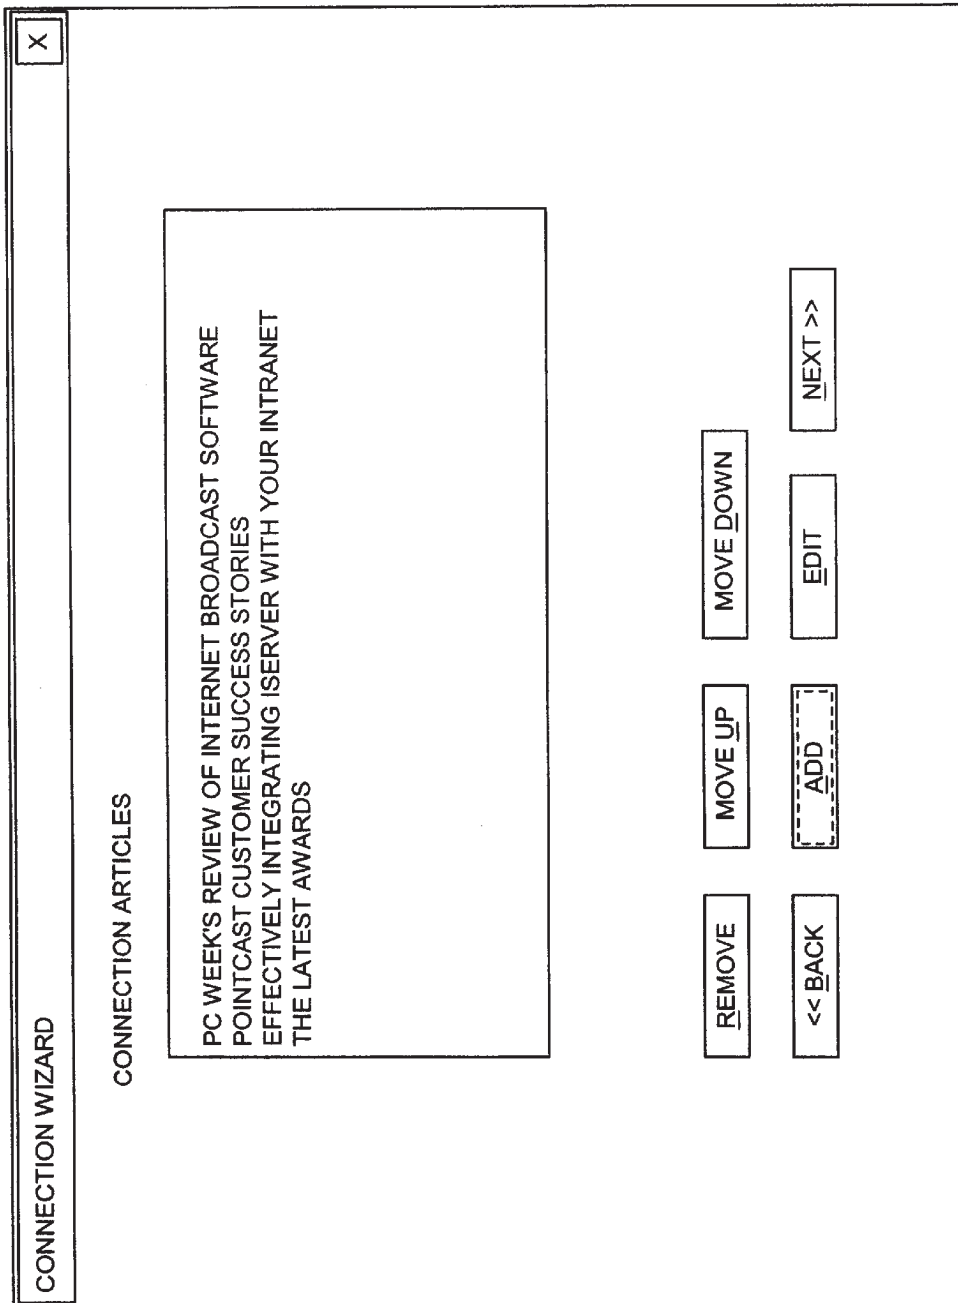 CONNECTION WIZARD
X
CONNECTION ARTICLES
PC WEEK'S REVIEW OF INTERNET BROADCAST SOFTWARE
POINTCAST CUSTOMER SUCCESS STORIES
EFFECTIVELY INTEGRATING ISERVER WITH YOUR INTRANET
THE LATEST AWARDS
REMOVE
MOVE UP
MOVE DOWN
<< BACK
ADD
EDIT
NEXT >>